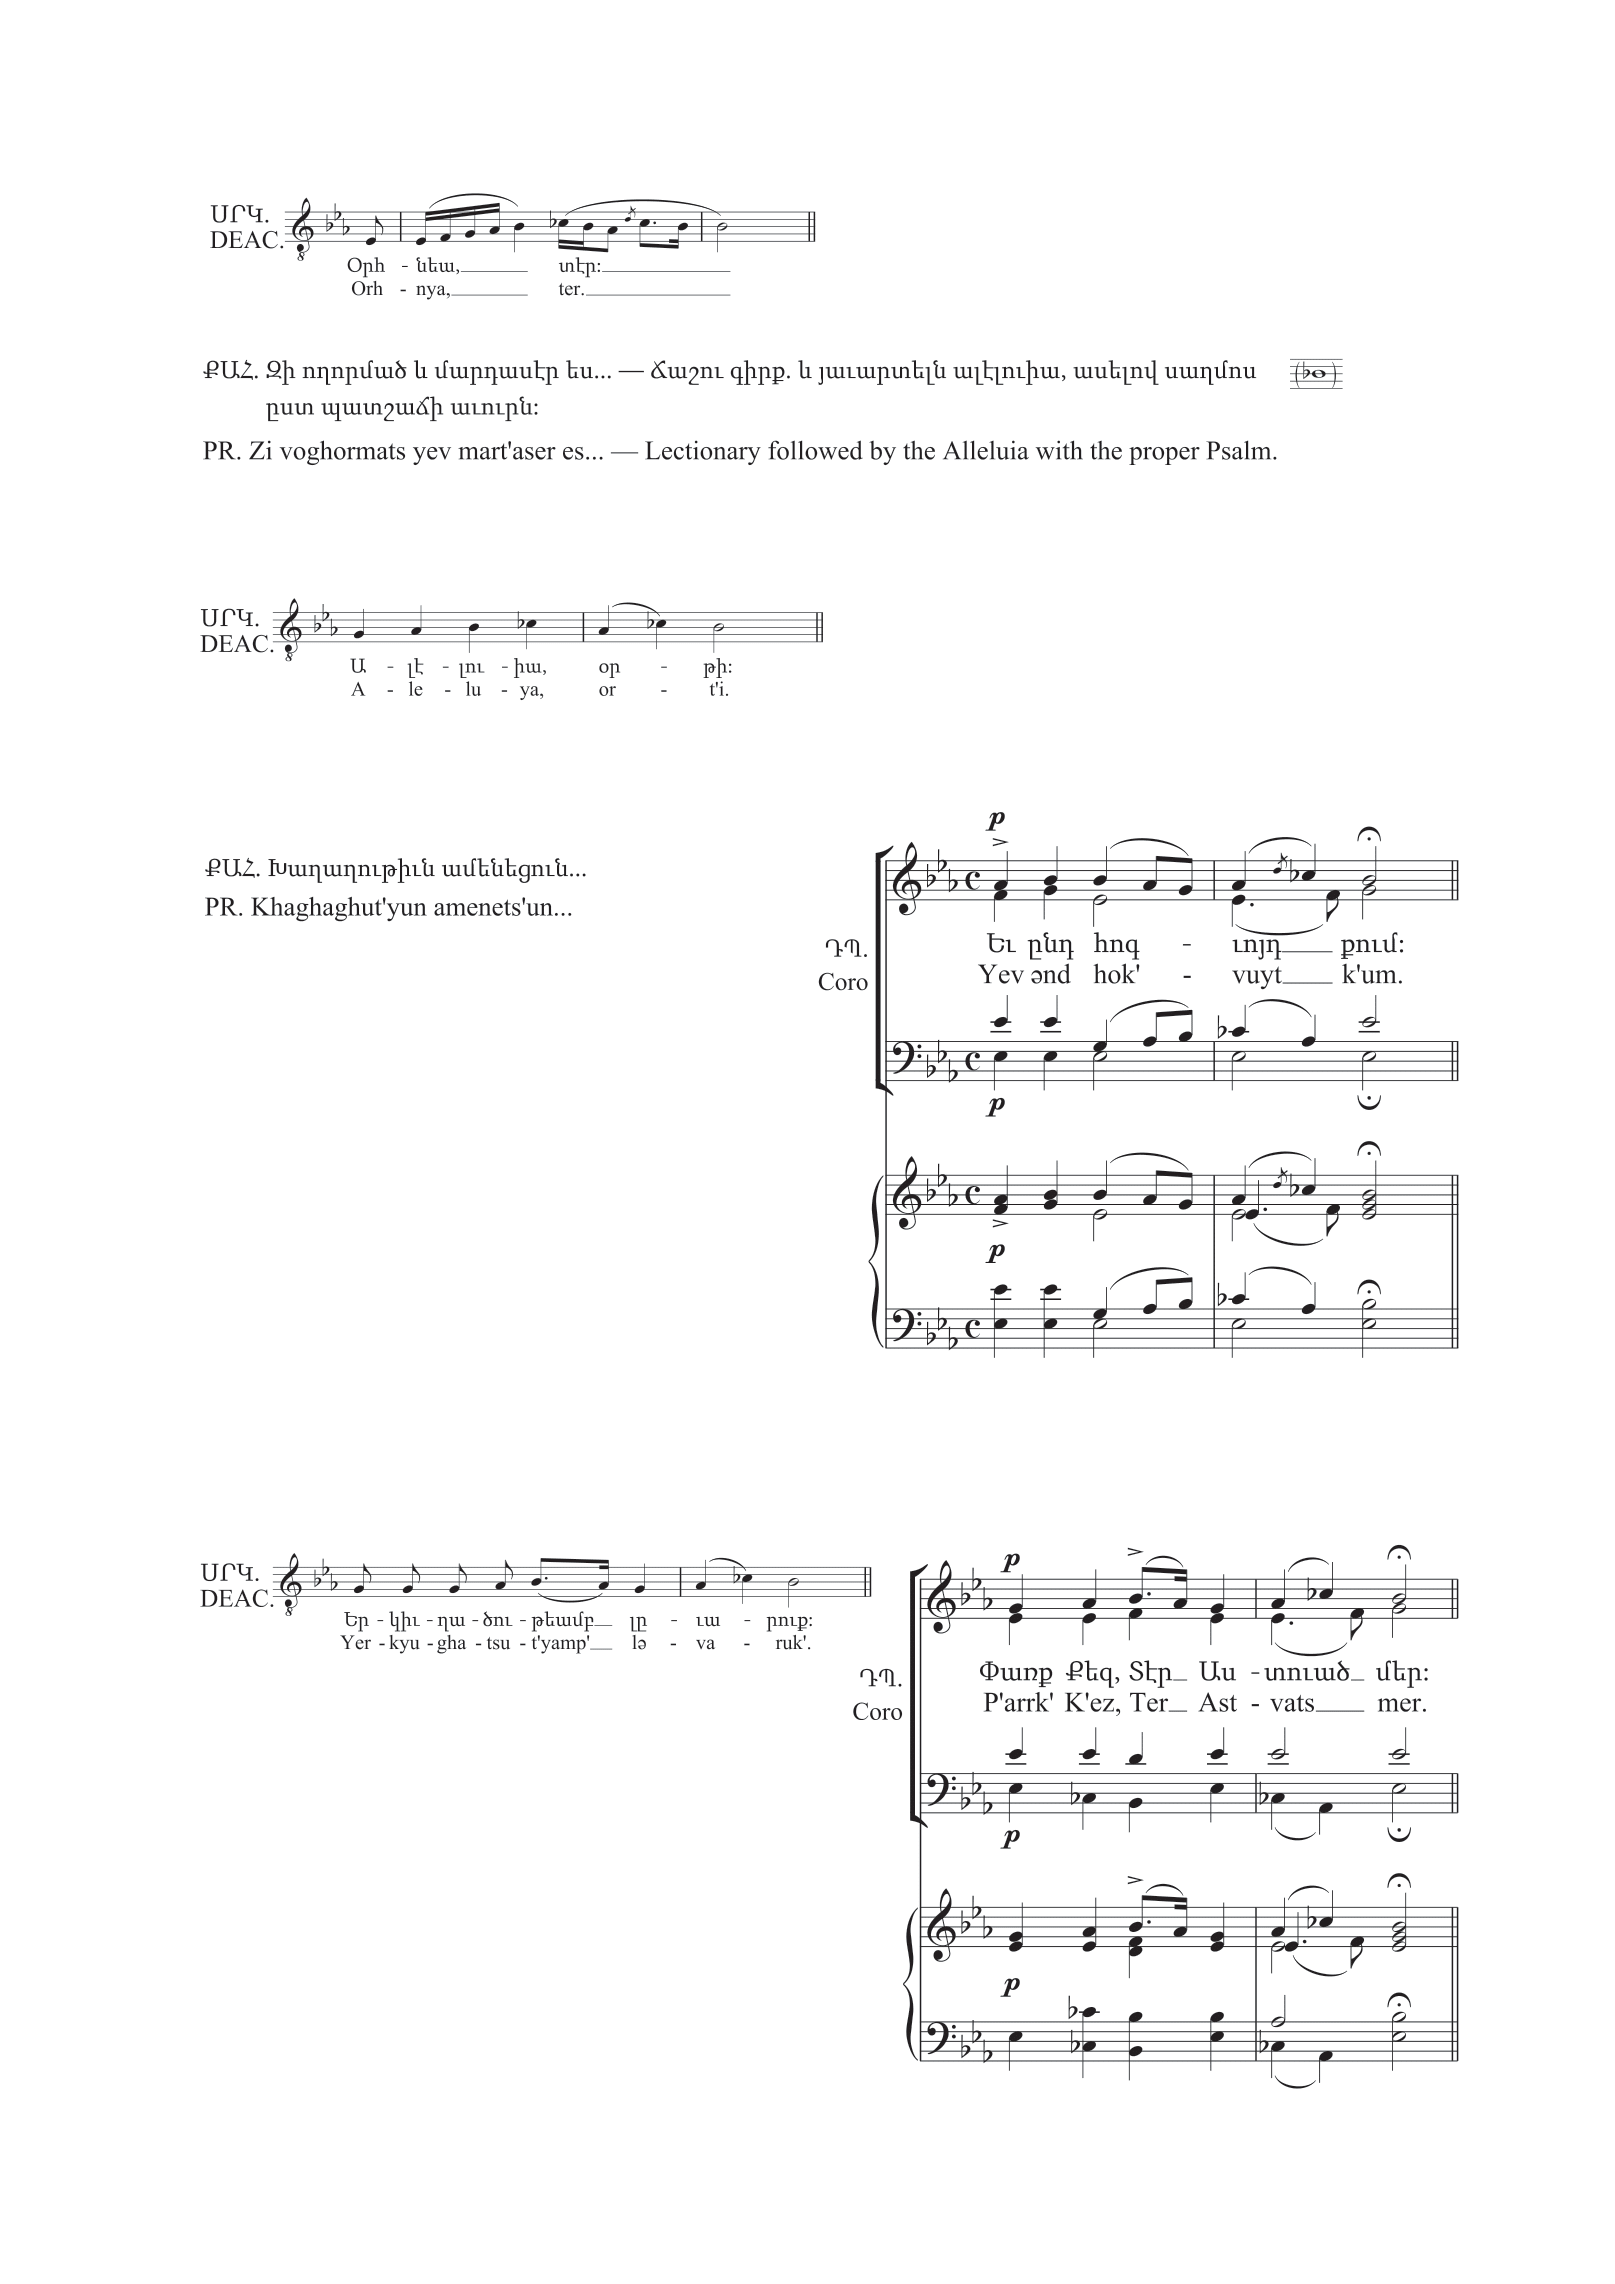 ՍՐԿ.
DEAC.
Օրհ - նեա, տէր:
Orh - nya, ter.
ՔԱՀ. Զի ողորմած և մարդասէր ես... — Ճաշու գիրք. և յաւարտելն ալէլուիա, ասելով սաղմոս
ըստ պատշաճի աւուրն:
PR. Zi voghormats yev mart'aser es... — Lectionary followed by the Alleluia with the proper Psalm.
ՍՐԿ.
DEAC.
Ա - լէ - լու - իա, օր - թի:
A - le - lu - ya, or - t'i.
p
ՔԱՀ. Խաղաղութիւն ամենեցուն...
PR. Khaghaghut'yun amenets'un...
ԴՊ.
Coro
Եւ ընդ հոգ - ւոյդ քում:
Yev ənd hok' - vuyt k'um.
p
p
ՍՐԿ.
DEAC.
Եր - կիւ - ղա - ծու - թեամբ լը - ւա - րուք:
Yer - kyu - gha - tsu - t'yamp' lə - va - ruk'.
p
ԴՊ.
Coro
Փառք Քեզ, Տէր Աս - տուած մեր:
P'arrk' K'ez, Ter Ast - vats mer.
p
p